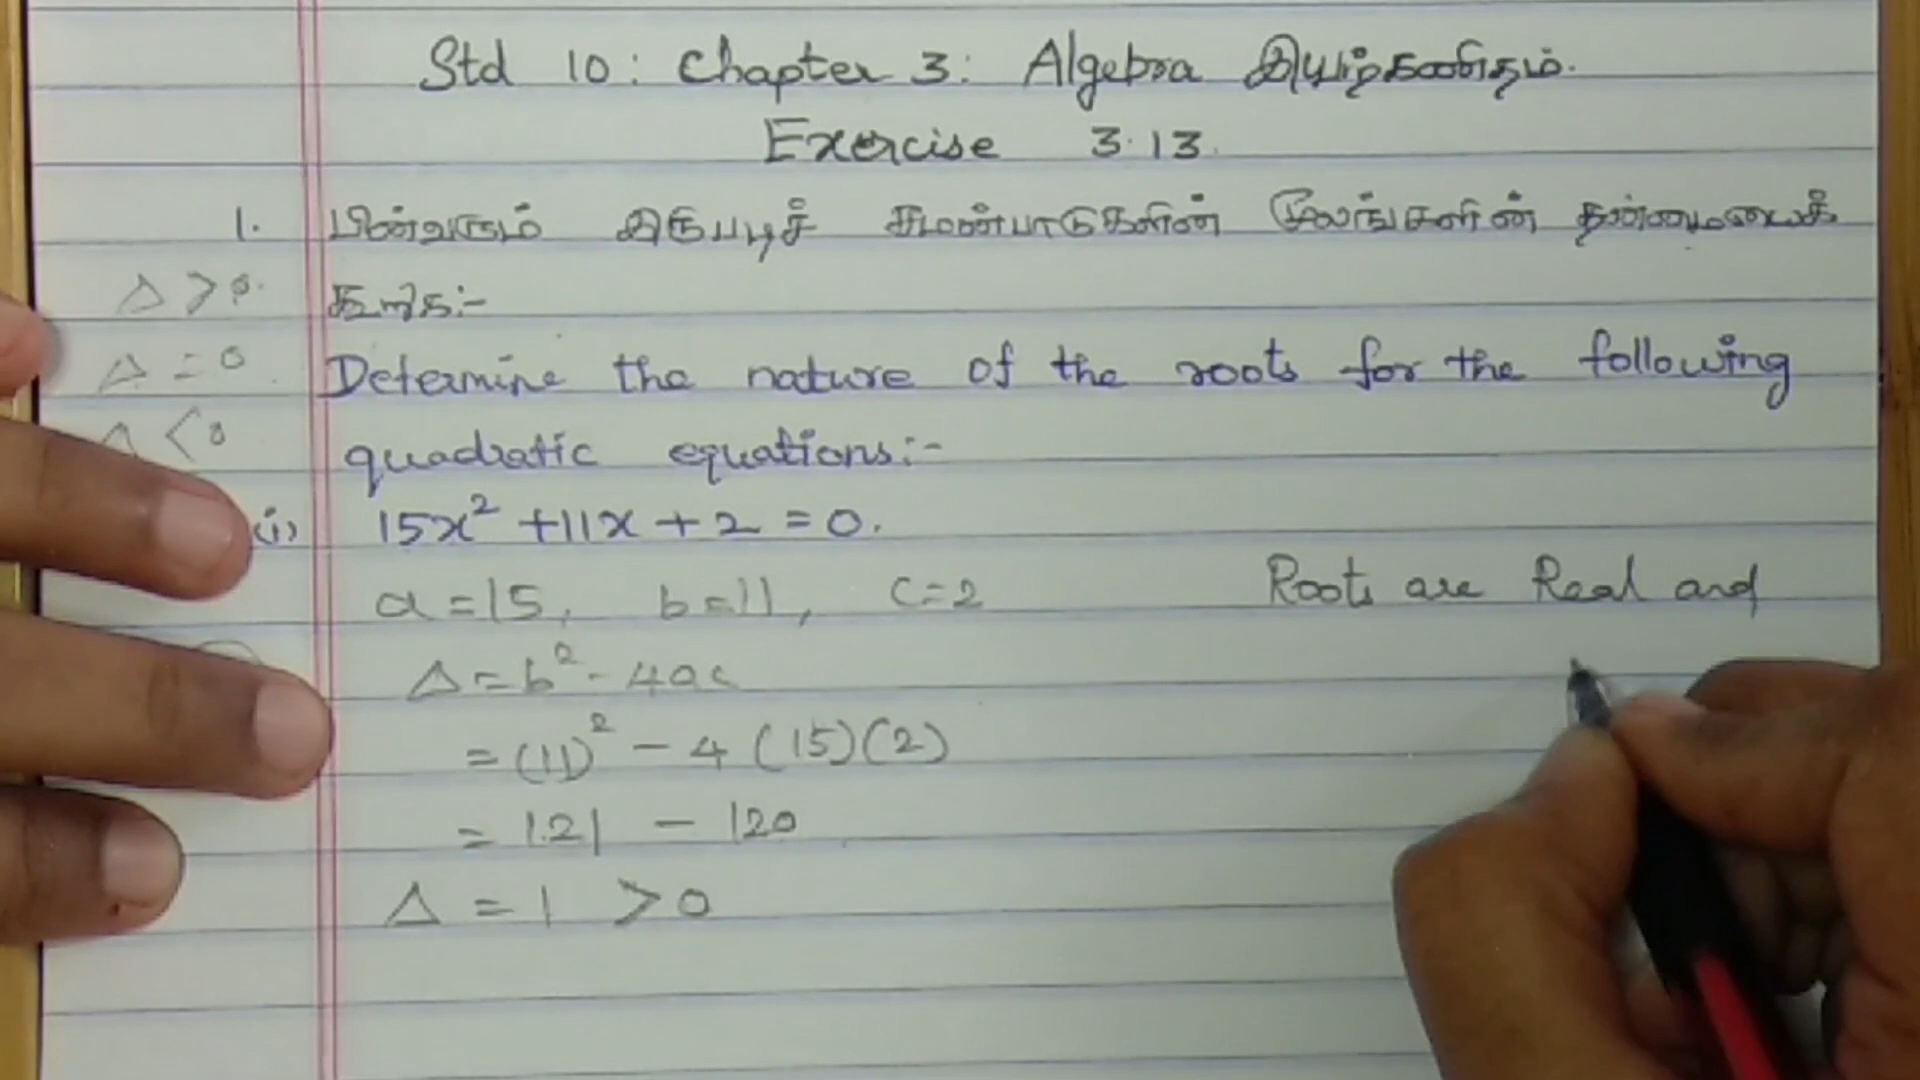 Std 10: Chapter 3: Algebra இயற்கணிதம்.
Exercise 3.13.
1. பின்வரும் இருபடிச் சமன்பாடுகளின் மூலங்களின் தன்மையைக்
Δ > 0. கூறுக:-
Δ = 0. Determine the nature of the roots for the following
Δ < 0 quadratic equations:-
(i) 15x² + 11x + 2 = 0.
a = 15, b = 11, c = 2 Roots are Real and
Δ = b² - 4ac
= (11)² - 4 (15)(2)
= 121 - 120
Δ = 1 > 0